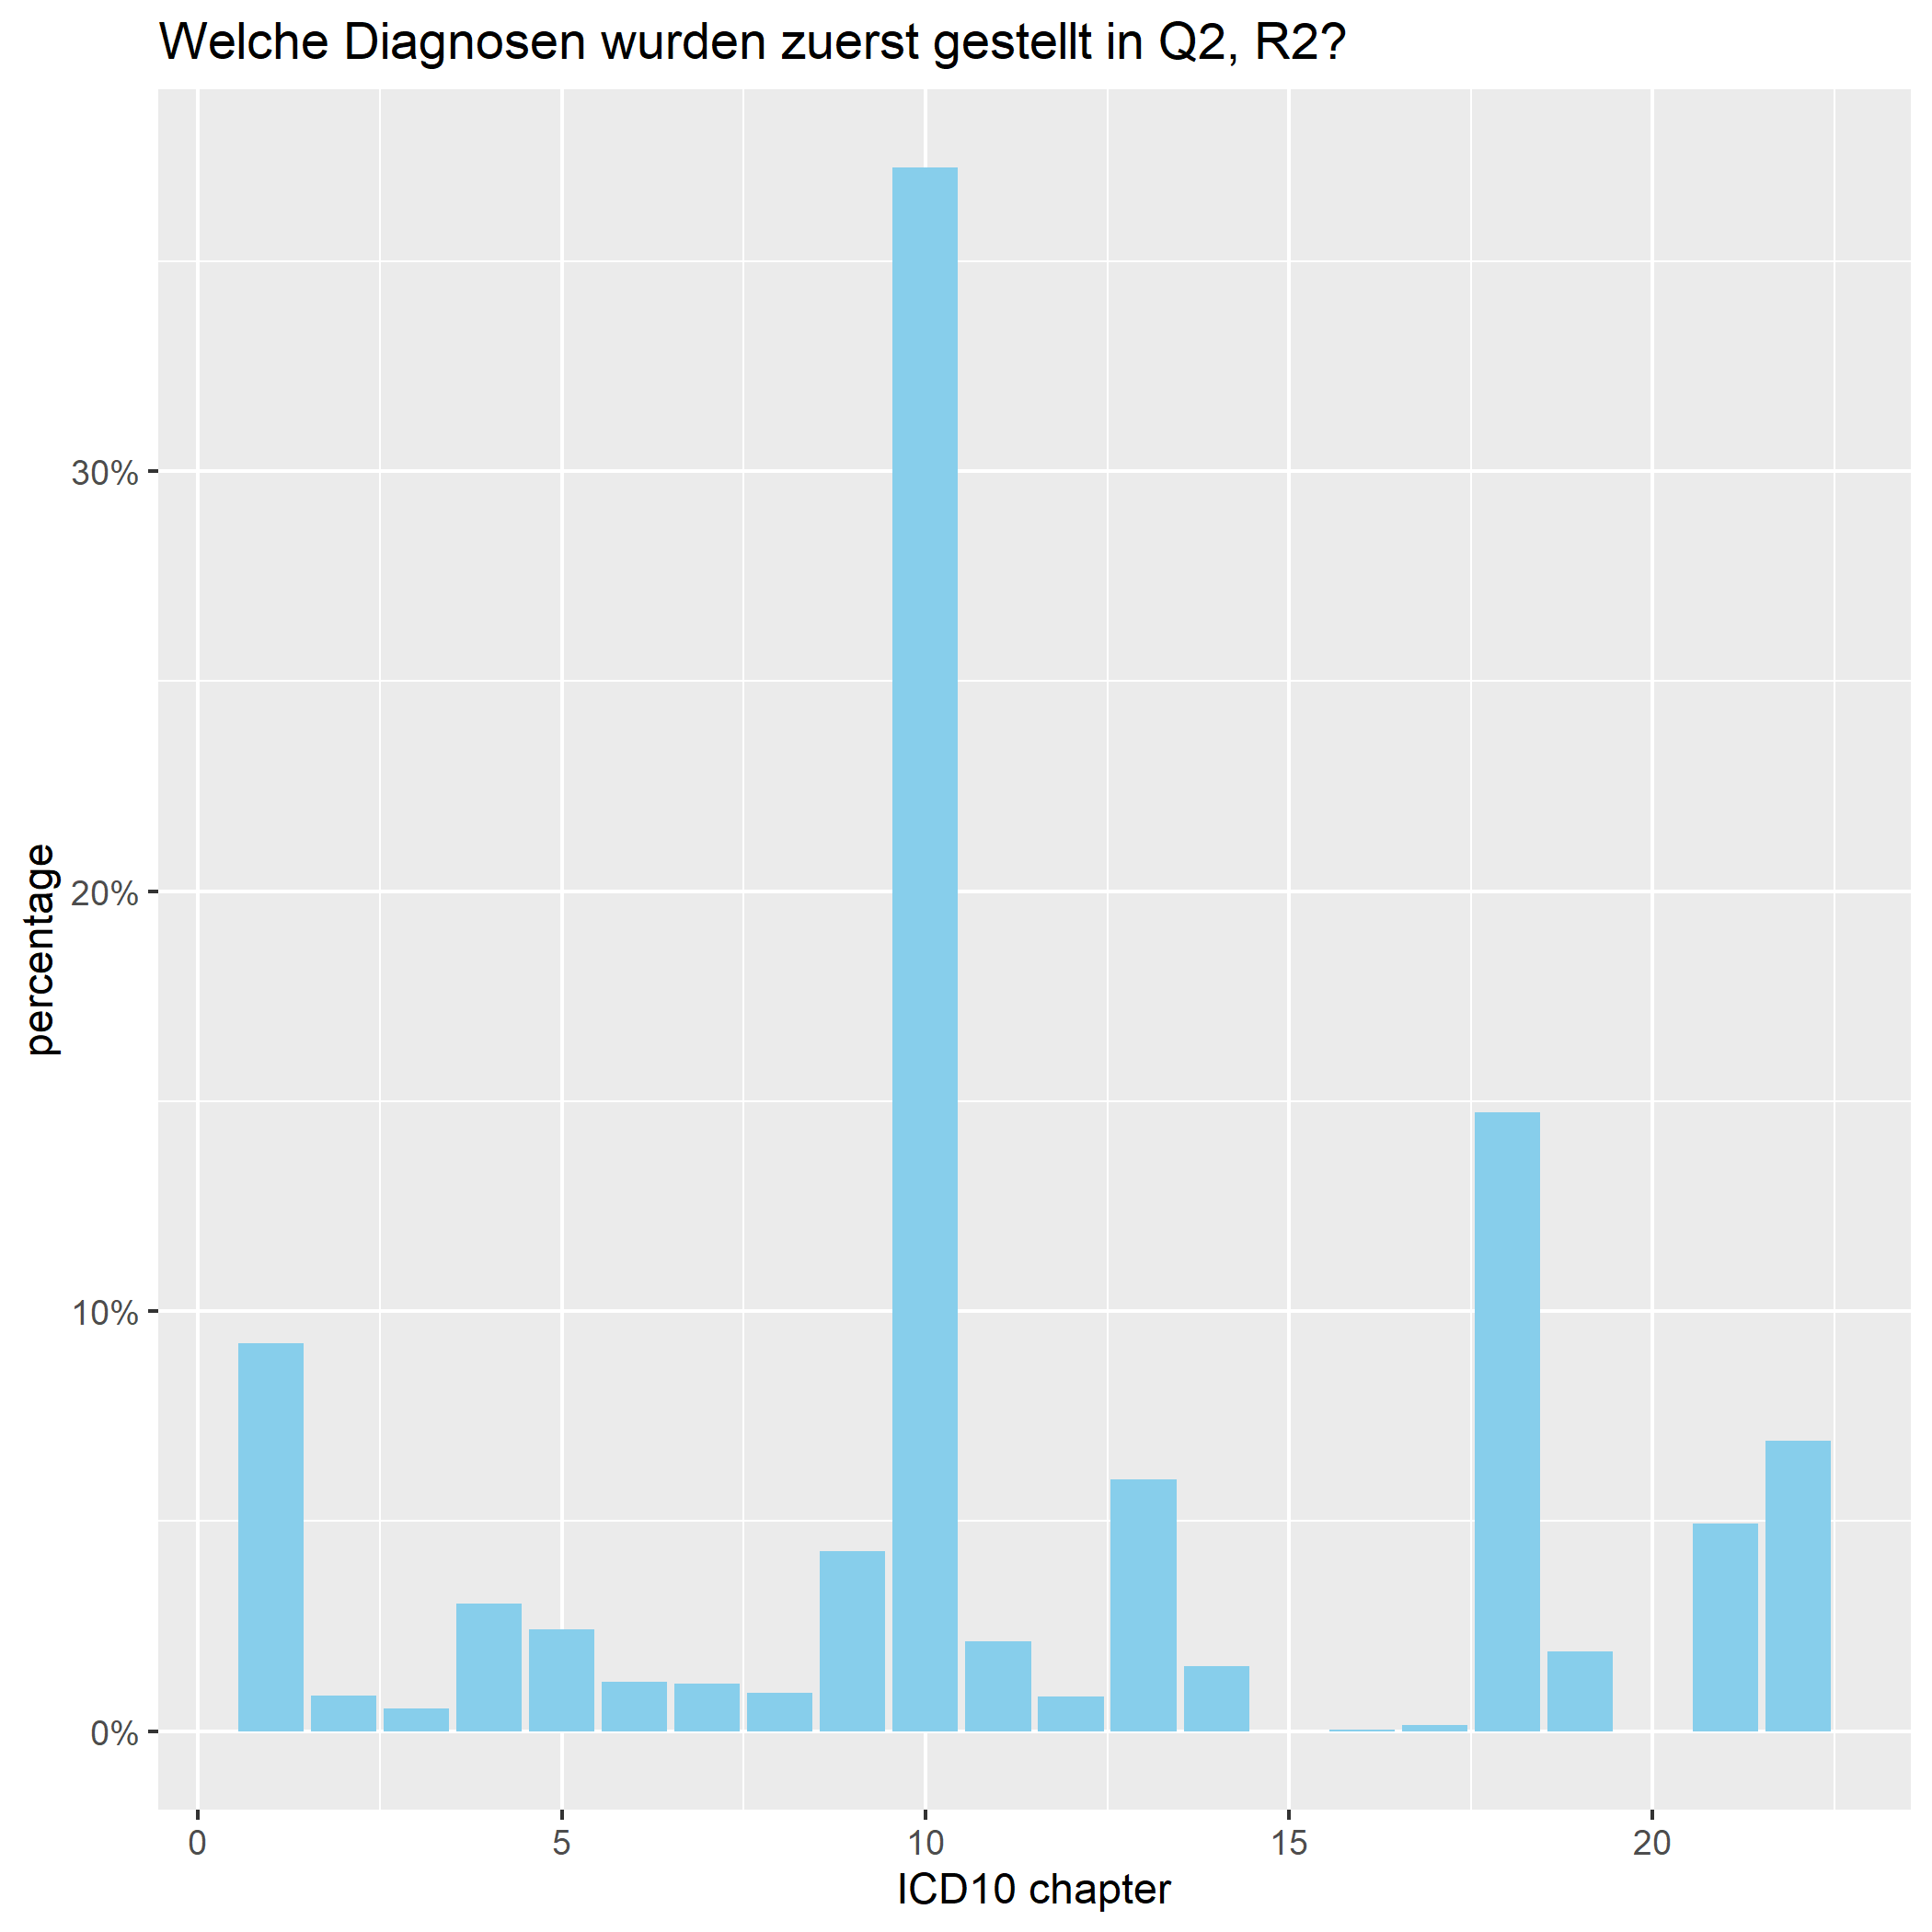 Welche Diagnosen wurden zuerst gestellt in Q2, R2?
percentage
30%
20%
10%
0%
0 5 10 15 20
ICD10 chapter